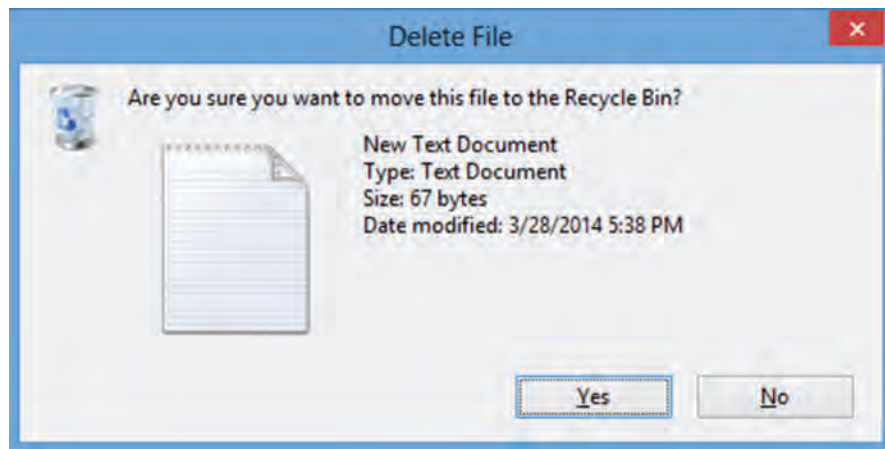 Delete File
Are you sure you want to move this file to the Recycle Bin?
New Text Document
Type: Text Document
Size: 67 bytes
Date modified: 3/28/2014 5:38 PM
Yes
No